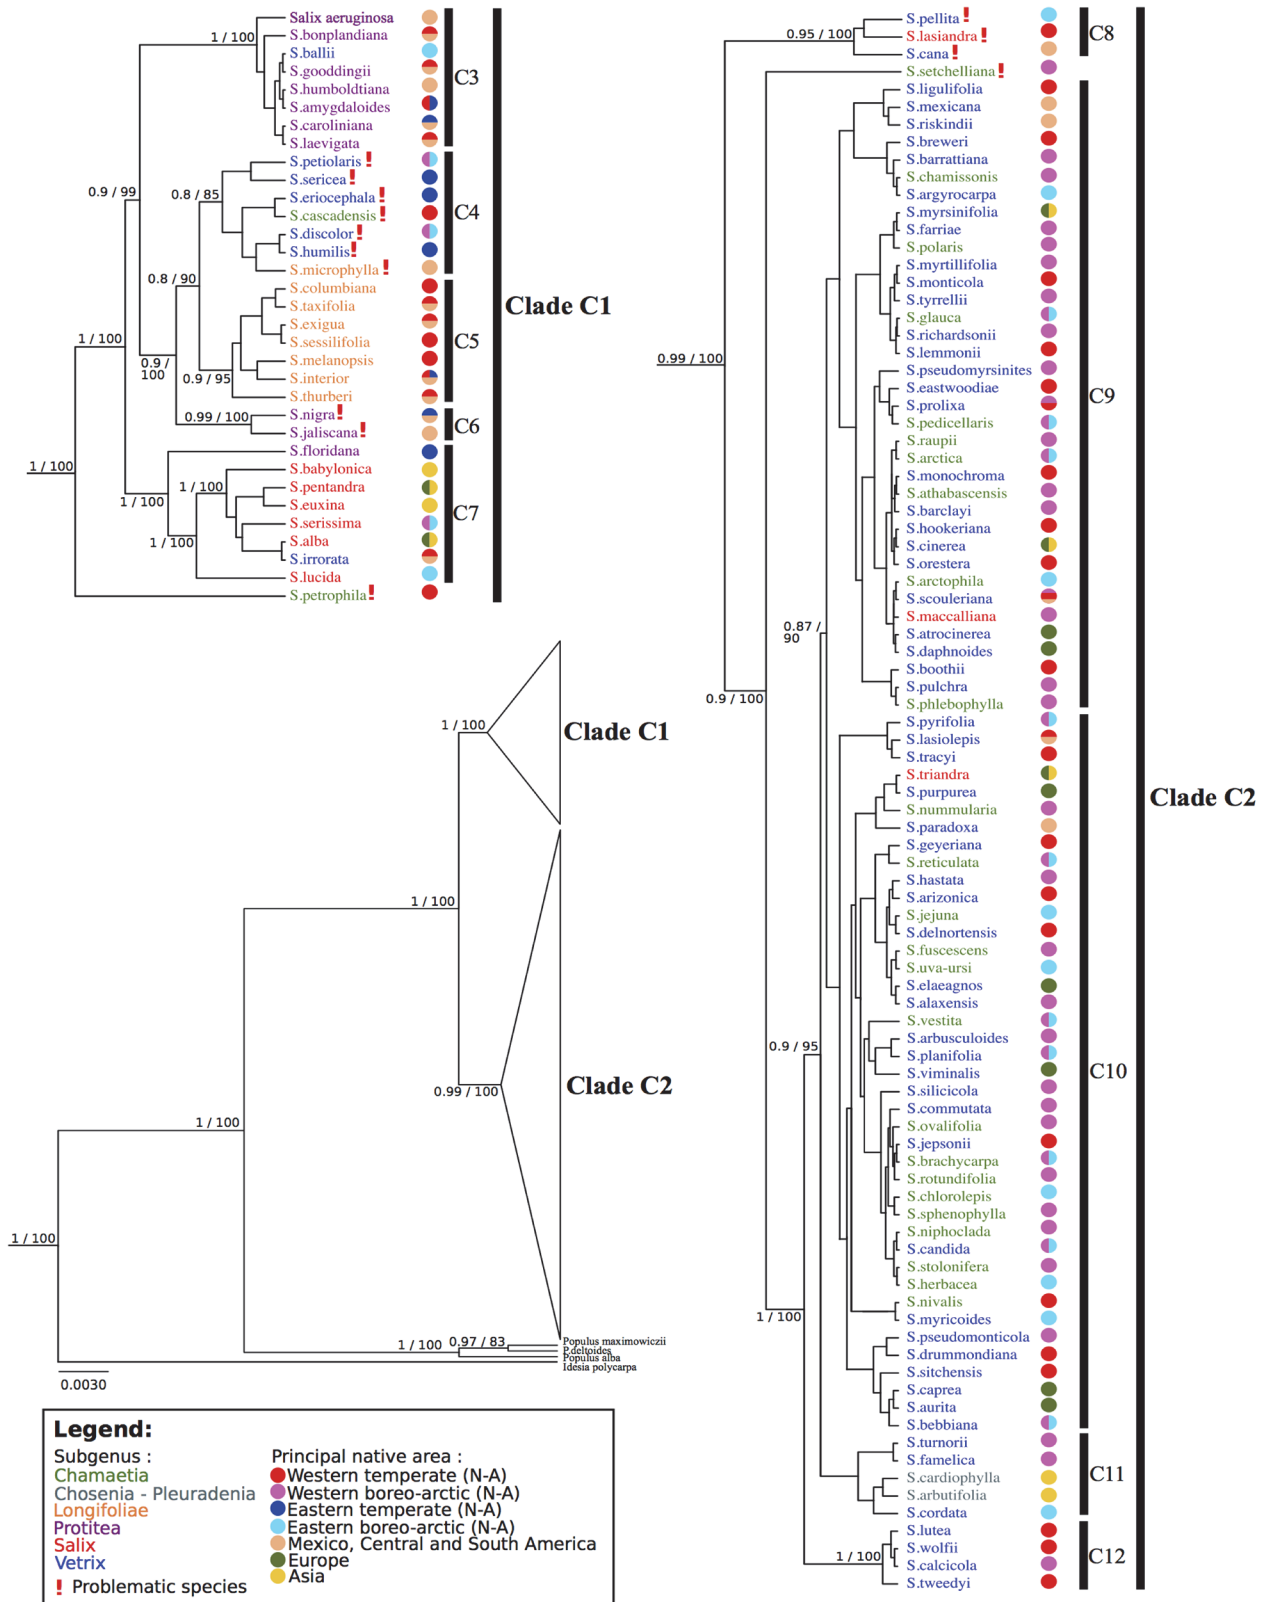 Salix aeruginosa
S.bonplandiana
S.ballii
S.gooddingii
S.humboldtiana
S.amygdaloides
S.caroliniana
S.laevigata
S.petiolaris !
S.sericea !
S.eriocephala !
S.cascadensis !
S.discolor !
S.humilis !
S.microphylla !
S.columbiana
S.taxifolia
S.exigua
S.sessilifolia
S.melanopsis
S.interior
S.thurberi
S.nigra !
S.jaliscana !
S.floridana
S.babylonica
S.pentandra
S.euxina
S.serissima
S.alba
S.irrorata
S.lucida
S.petrophila !
1 / 100
0.9 / 99
0.8 / 85
0.8 / 90
1 / 100
0.9 /
100
0.9 / 95
0.99 / 100
1 / 100
1 / 100
1 / 100
1 / 100
C3
C4
C5
C6
C7
Clade C1
1 / 100
Clade C1
1 / 100
0.99 / 100
Clade C2
1 / 100
1 / 100
1 / 100
0.97 / 83
Populus maximowiczii
P.deltoides
Populus alba
Idesia polycarpa
0.0030
Legend:
Subgenus :
Chamaetia
Chosenia - Pleuradenia
Longifoliae
Protitea
Salix
Vetrix
! Problematic species
Principal native area :
Western temperate (N-A)
Western boreo-arctic (N-A)
Eastern temperate (N-A)
Eastern boreo-arctic (N-A)
Mexico, Central and South America
Europe
Asia
0.95 / 100
0.99 / 100
0.9 / 100
0.87 /
90
0.9 / 95
1 / 100
1 / 100
S.pellita !
S.lasiandra !
S.cana !
S.setchelliana !
S.ligulifolia
S.mexicana
S.riskindii
S.breweri
S.barrattiana
S.chamissonis
S.argyrocarpa
S.myrsinifolia
S.farriae
S.polaris
S.myrtillifolia
S.monticola
S.tyrrellii
S.glauca
S.richardsonii
S.lemmonii
S.pseudomyrsinites
S.eastwoodiae
S.prolixa
S.pedicellaris
S.raupii
S.arctica
S.monochroma
S.athabascensis
S.barclayi
S.hookeriana
S.cinerea
S.orestera
S.arctophila
S.scouleriana
S.maccalliana
S.atrocinerea
S.daphnoides
S.boothii
S.pulchra
S.phlebophylla
S.pyrifolia
S.lasiolepis
S.tracyi
S.triandra
S.purpurea
S.nummularia
S.paradoxa
S.geyeriana
S.reticulata
S.hastata
S.arizonica
S.jejuna
S.delnortensis
S.fuscescens
S.uva-ursi
S.elaeagnos
S.alaxensis
S.vestita
S.arbusculoides
S.planifolia
S.viminalis
S.silicicola
S.commutata
S.ovalifolia
S.jepsonii
S.brachycarpa
S.rotundifolia
S.chlorolepis
S.sphenophylla
S.niphoclada
S.candida
S.stolonifera
S.herbacea
S.nivalis
S.myricoides
S.pseudomonticola
S.drummondiana
S.sitchensis
S.caprea
S.aurita
S.bebbiana
S.turnorii
S.famelica
S.cardiophylla
S.arbutifolia
S.cordata
S.lutea
S.wolfii
S.calcicola
S.tweedyi
C8
C9
C10
C11
C12
Clade C2